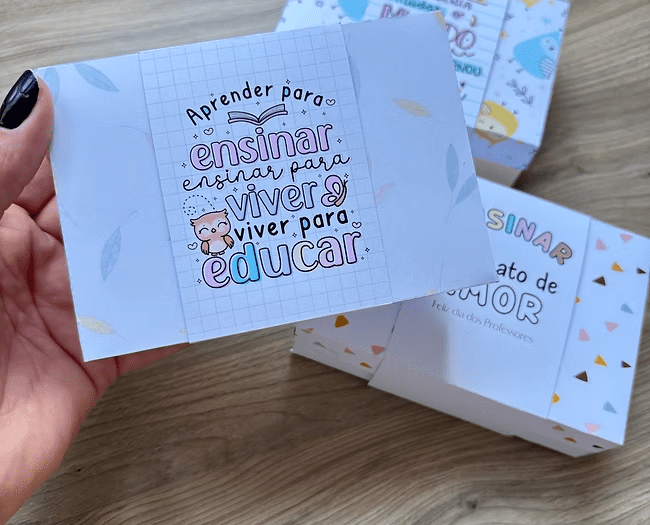 Aprender para
ensinar
ensinar para
viver
viver para
educar
SINAR
ato de
MOR
Feliz dia dos Professores